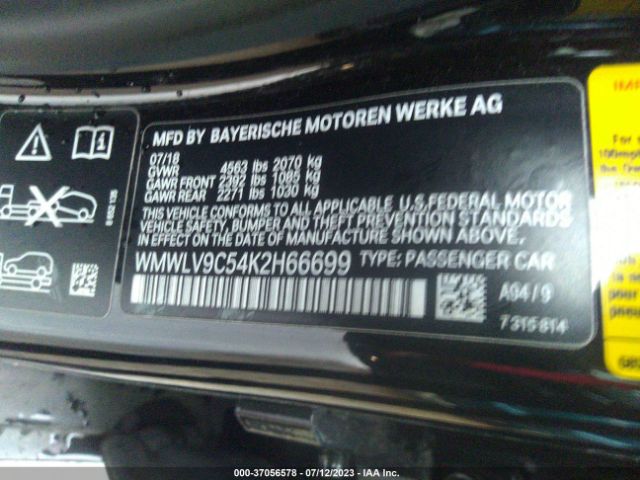 MFD BY BAYERISCHE MOTOREN WERKE AG
07/18
GVWR 4563 lbs 2070 kg
GAWR FRONT 2392 lbs 1085 kg
GAWR REAR 2271 lbs 1030 kg
THIS VEHICLE CONFORMS TO ALL APPLICABLE U.S. FEDERAL MOTOR
VEHICLE SAFETY, BUMPER AND THEFT PREVENTION STANDARDS
IN EFFECT ON THE DATE OF MANUFACTURE SHOWN ABOVE.
WMWLV9C54K2H66699 TYPE: PASSENGER CAR
A94 / 9
7 315 814
000-37056578 - 07/12/2023 - IAA Inc.